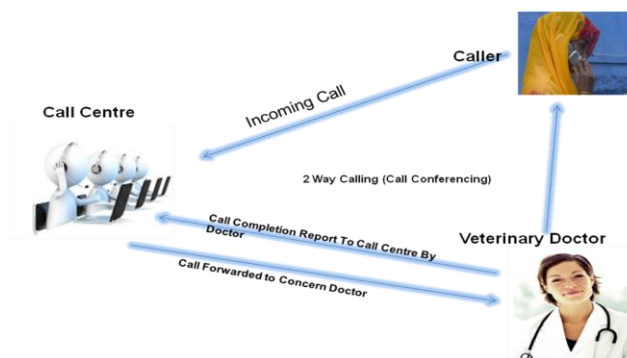 Caller
Incoming Call
Call Centre
2 Way Calling (Call Conferencing)
Call Completion Report To Call Centre By
Doctor
Veterinary Doctor
Call Forwarded to Concern Doctor